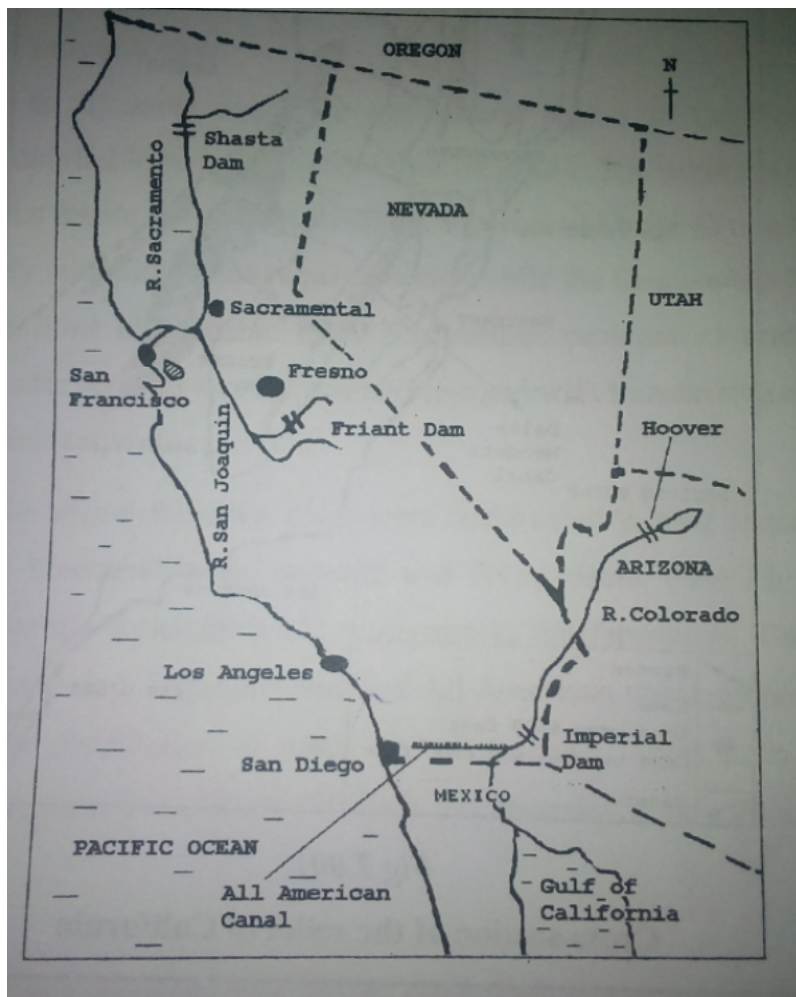 OREGON
N
Shasta
Dam
R.Sacramento
NEVADA
UTAH
Sacramental
San
Francisco
Fresno
Friant Dam
Hoover
R.San Joaquin
ARIZONA
R.Colorado
Los Angeles
San Diego
Imperial
Dam
MEXICO
PACIFIC OCEAN
All American
Canal
Gulf of
California